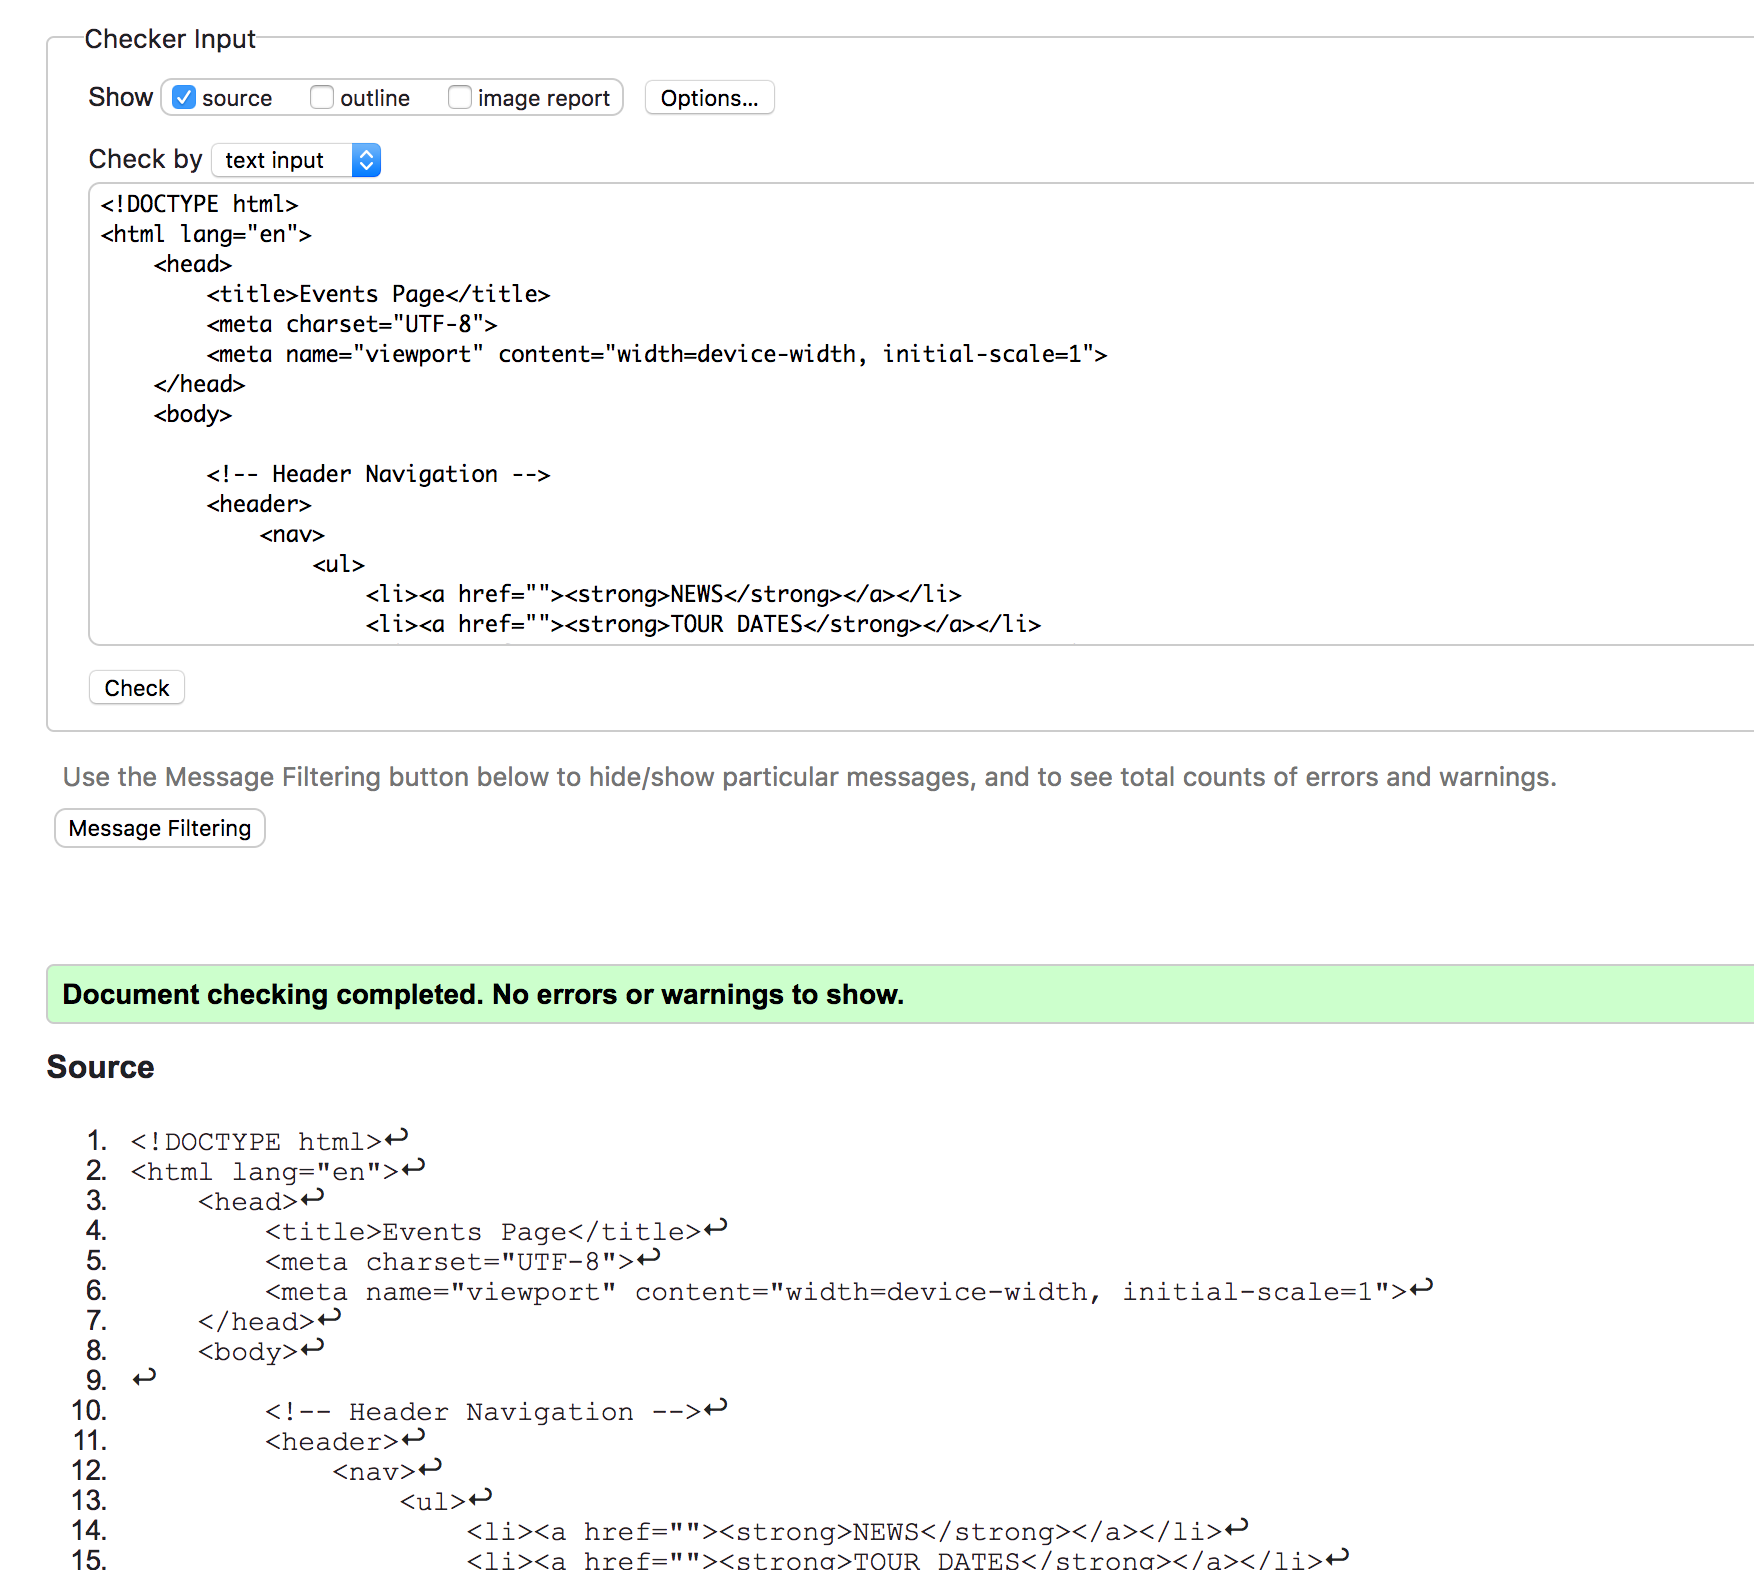 Checker Input
Show source outline image report Options...
Check by text input
<!DOCTYPE html>
<html lang="en">
    <head>
        <title>Events Page</title>
        <meta charset="UTF-8">
        <meta name="viewport" content="width=device-width, initial-scale=1">
    </head>
    <body>

        <!-- Header Navigation -->
        <header>
            <nav>
                <ul>
                    <li><a href=""><strong>NEWS</strong></a></li>
                    <li><a href=""><strong>TOUR DATES</strong></a></li>
Check
Use the Message Filtering button below to hide/show particular messages, and to see total counts of errors and warnings.
Message Filtering
Document checking completed. No errors or warnings to show.
Source
1. <!DOCTYPE html>↩
2. <html lang="en">↩
3.     <head>↩
4.         <title>Events Page</title>↩
5.         <meta charset="UTF-8">↩
6.         <meta name="viewport" content="width=device-width, initial-scale=1">↩
7.     </head>↩
8.     <body>↩
9. ↩
10.         <!-- Header Navigation -->↩
11.         <header>↩
12.             <nav>↩
13.                 <ul>↩
14.                     <li><a href=""><strong>NEWS</strong></a></li>↩
15.                     <li><a href=""><strong>TOUR DATES</strong></a></li>↩